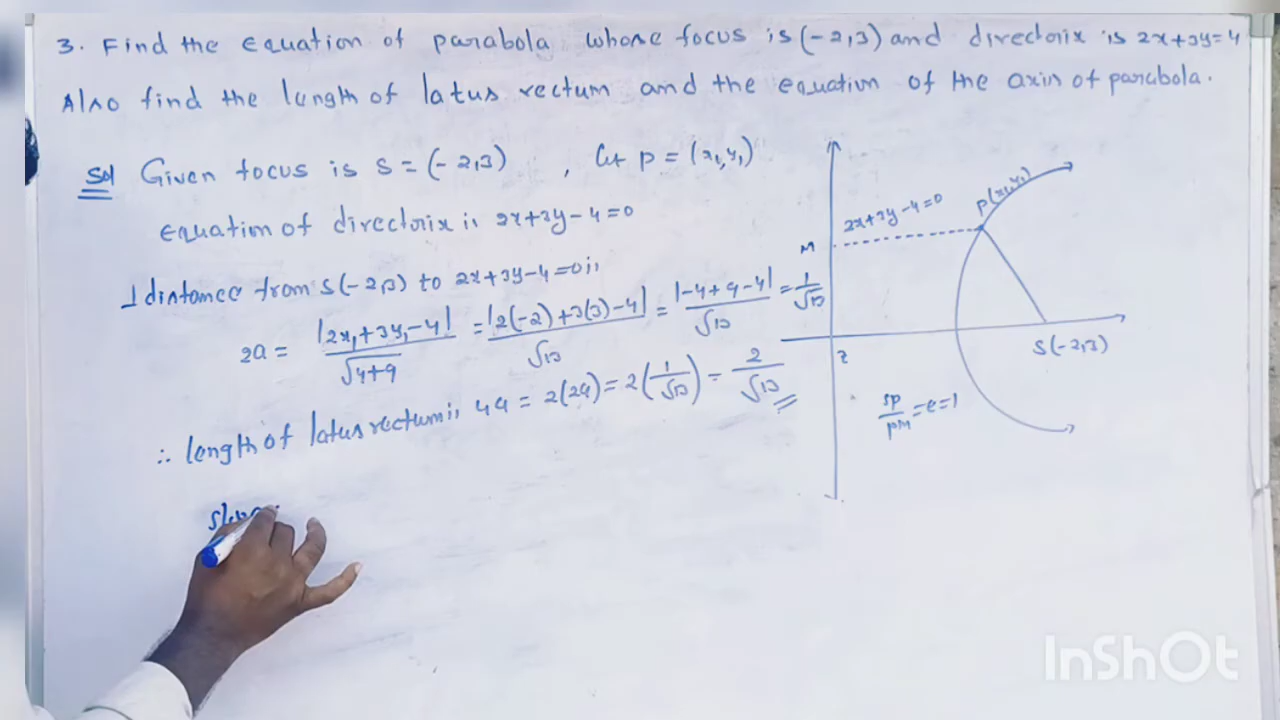 3. Find the equation of parabola whose focus is (-2,3) and directorix is 2x+3y=4
Also find the length of latus rectum and the equation of the axis of parabola.
Sol Given focus is S = (-2,3) , let P = (x₁,y₁)
equation of directorix is 2x+3y-4=0
⊥ distance from S(-2,3) to 2x+3y-4=0 is
2a = |2x₁+3y₁-4| / √4+9 = |2(-2)+3(3)-4| / √13 = |-4+9-4| / √13 = 1/√13
∴ length of latus rectum is 4a = 2(2a) = 2(1/√13) = 2/√13
P(x₁,y₁)
2x+3y-4=0
M
S(-2,3)
Z
SP/PM = e = 1
InShOt